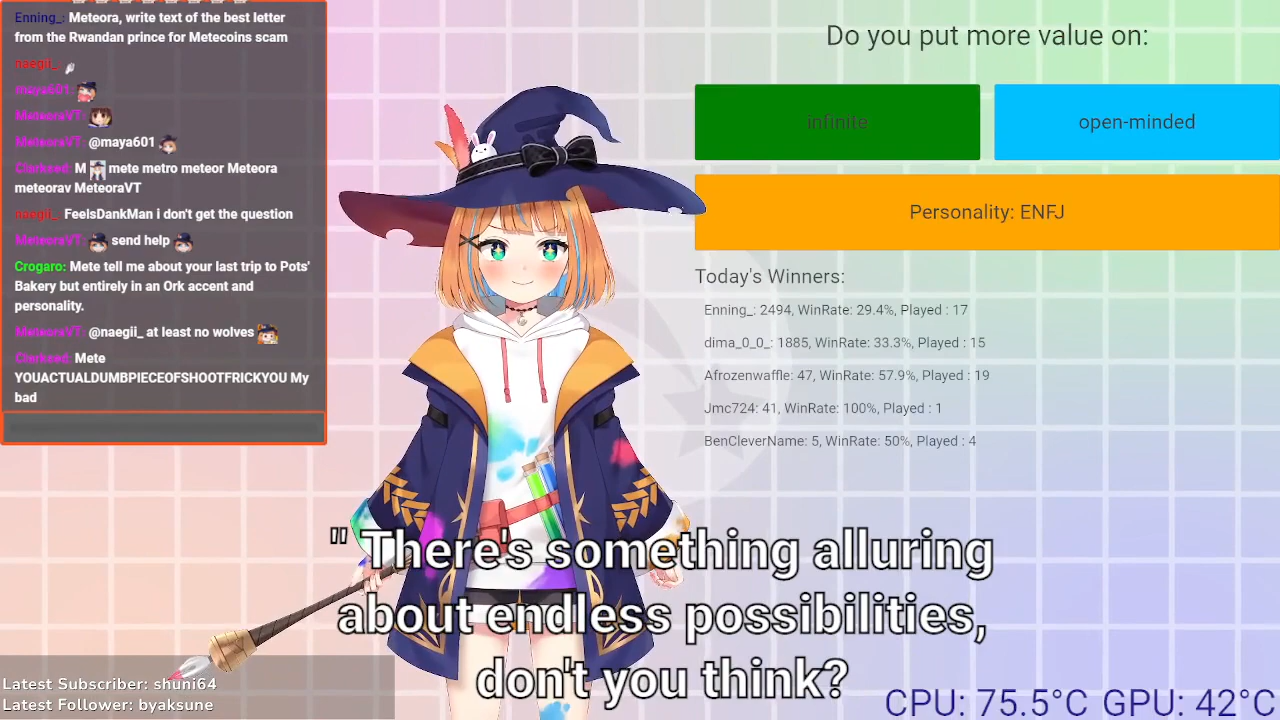 Enning_: Meteora, write text of the best letter
from the Rwandan prince for Metecoins scam
naegii_:
maya601:
MeteoraVT:
MeteoraVT: @maya601
Clarkzed: M mete metro meteor Meteora
meteorav MeteoraVT
naegii_: FeelsDankMan i don't get the question
MeteoraVT: send help
Crogaro: Mete tell me about your last trip to Pots'
Bakery but entirely in an Ork accent and
personality.
MeteoraVT: @naegii_ at least no wolves
Mete
YOUACTUALDUMBPIECEOFSHOOTFRICKYOU My
bad
Do you put more value on:
infinite
open-minded
Personality: ENFJ
Today's Winners:
Enning_: 2494, WinRate: 29.4%, Played : 17
dima_0_0_: 1885, WinRate: 33.3%, Played : 15
Afrozenwaffle: 47, WinRate: 57.9%, Played : 19
Jmc724: 41, WinRate: 100%, Played : 1
BenCleverName: 5, WinRate: 50%, Played : 4
" There's something alluring
about endless possibilities,
don't you think?
Latest Subscriber: shuni64
Latest Follower: byaksune
CPU: 75.5°C GPU: 42°C